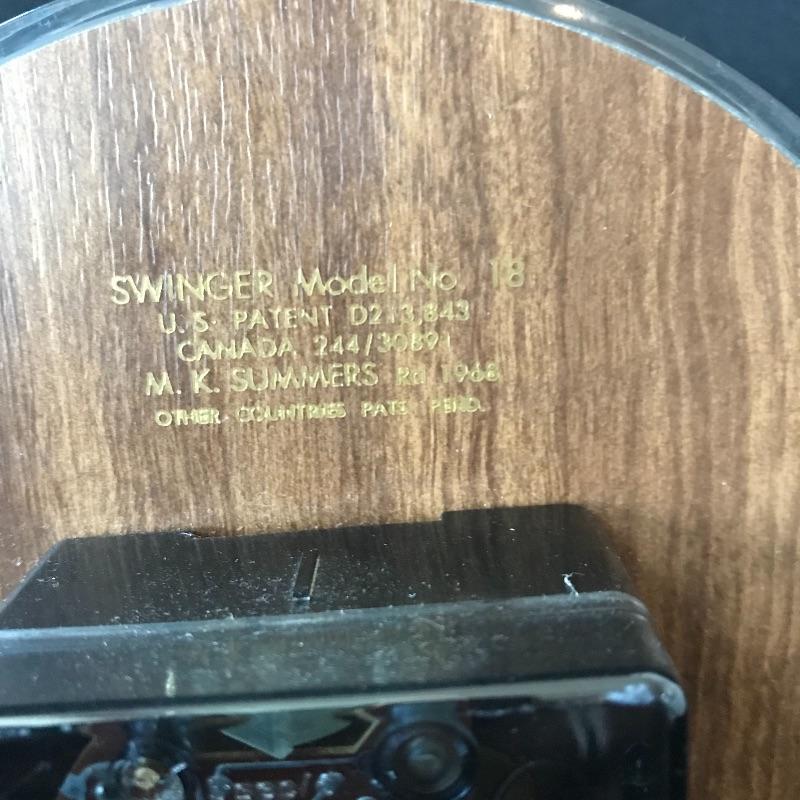 SWINGER Model No. 18
U.S. PATENT D213,843
CANADA 244/30891
M. K. SUMMERS Rd 1968
OTHER COUNTRIES PATS PEND.